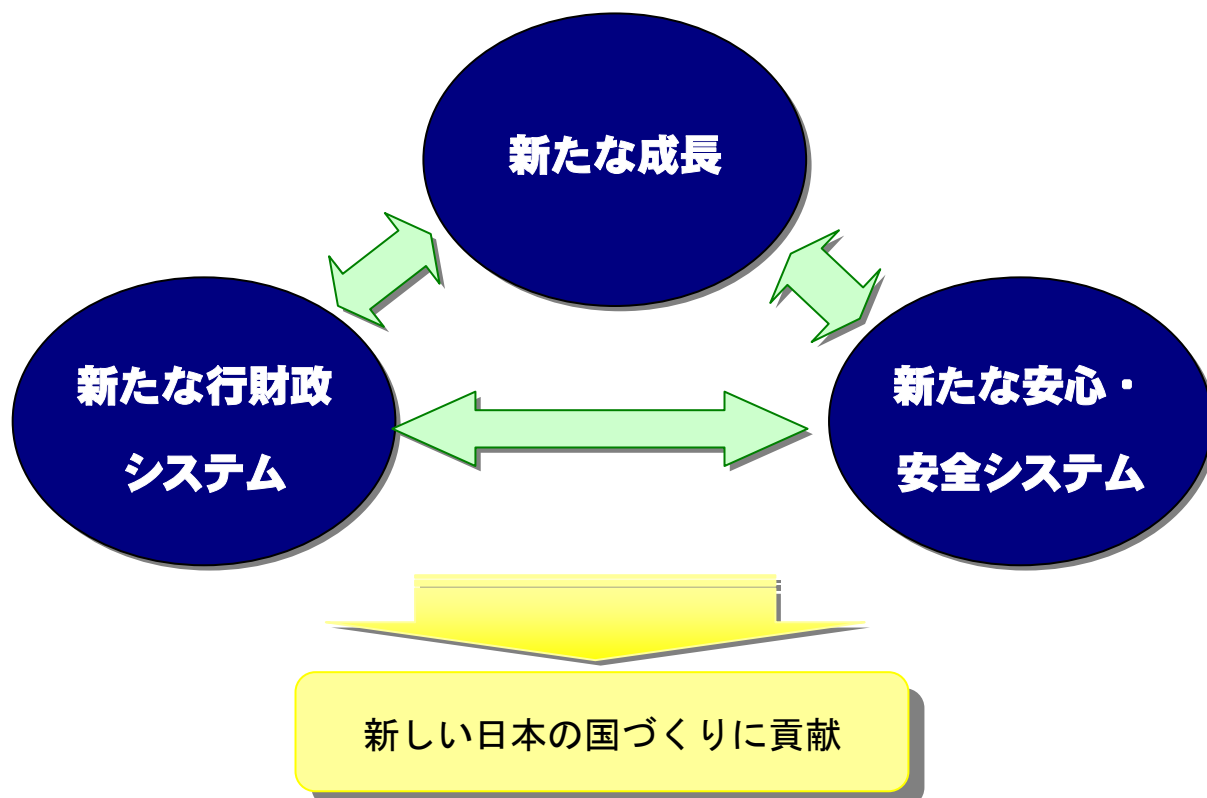 新たな成長
新たな行財政
システム
新たな安心・
安全システム
新しい日本の国づくりに貢献